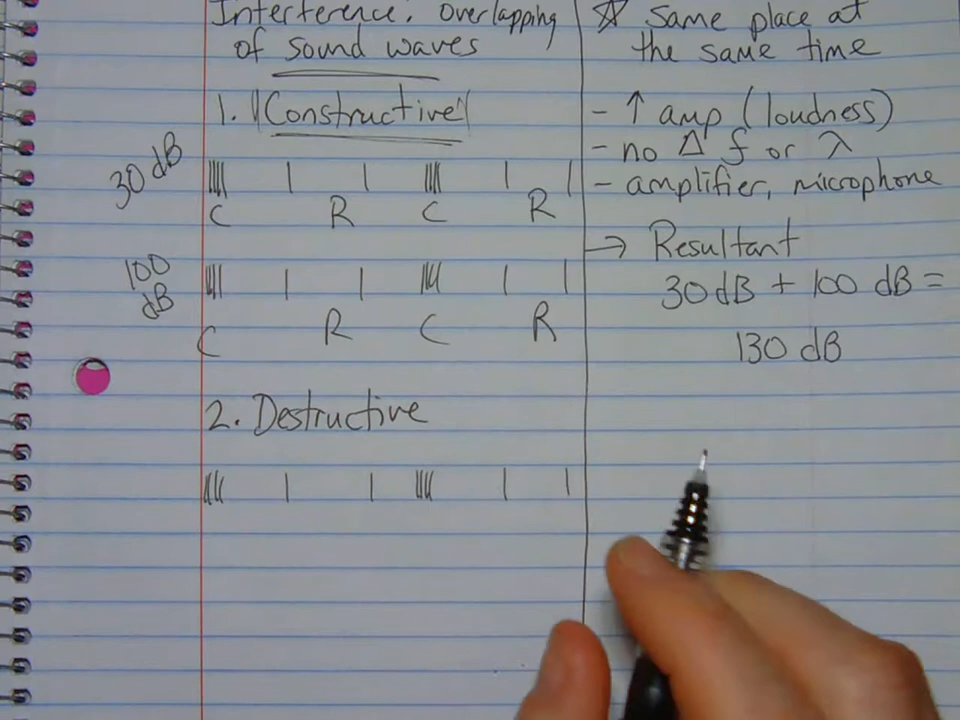 Interference. Overlapping
of sound waves
1. "Constructive"
30 dB
C R C R
100
dB
C R C R
2. Destructive
☆ Same place at
the same time
- ↑ amp (loudness)
- no Δ f or λ
- amplifier, microphone
→ Resultant
30 dB + 100 dB =
130 dB